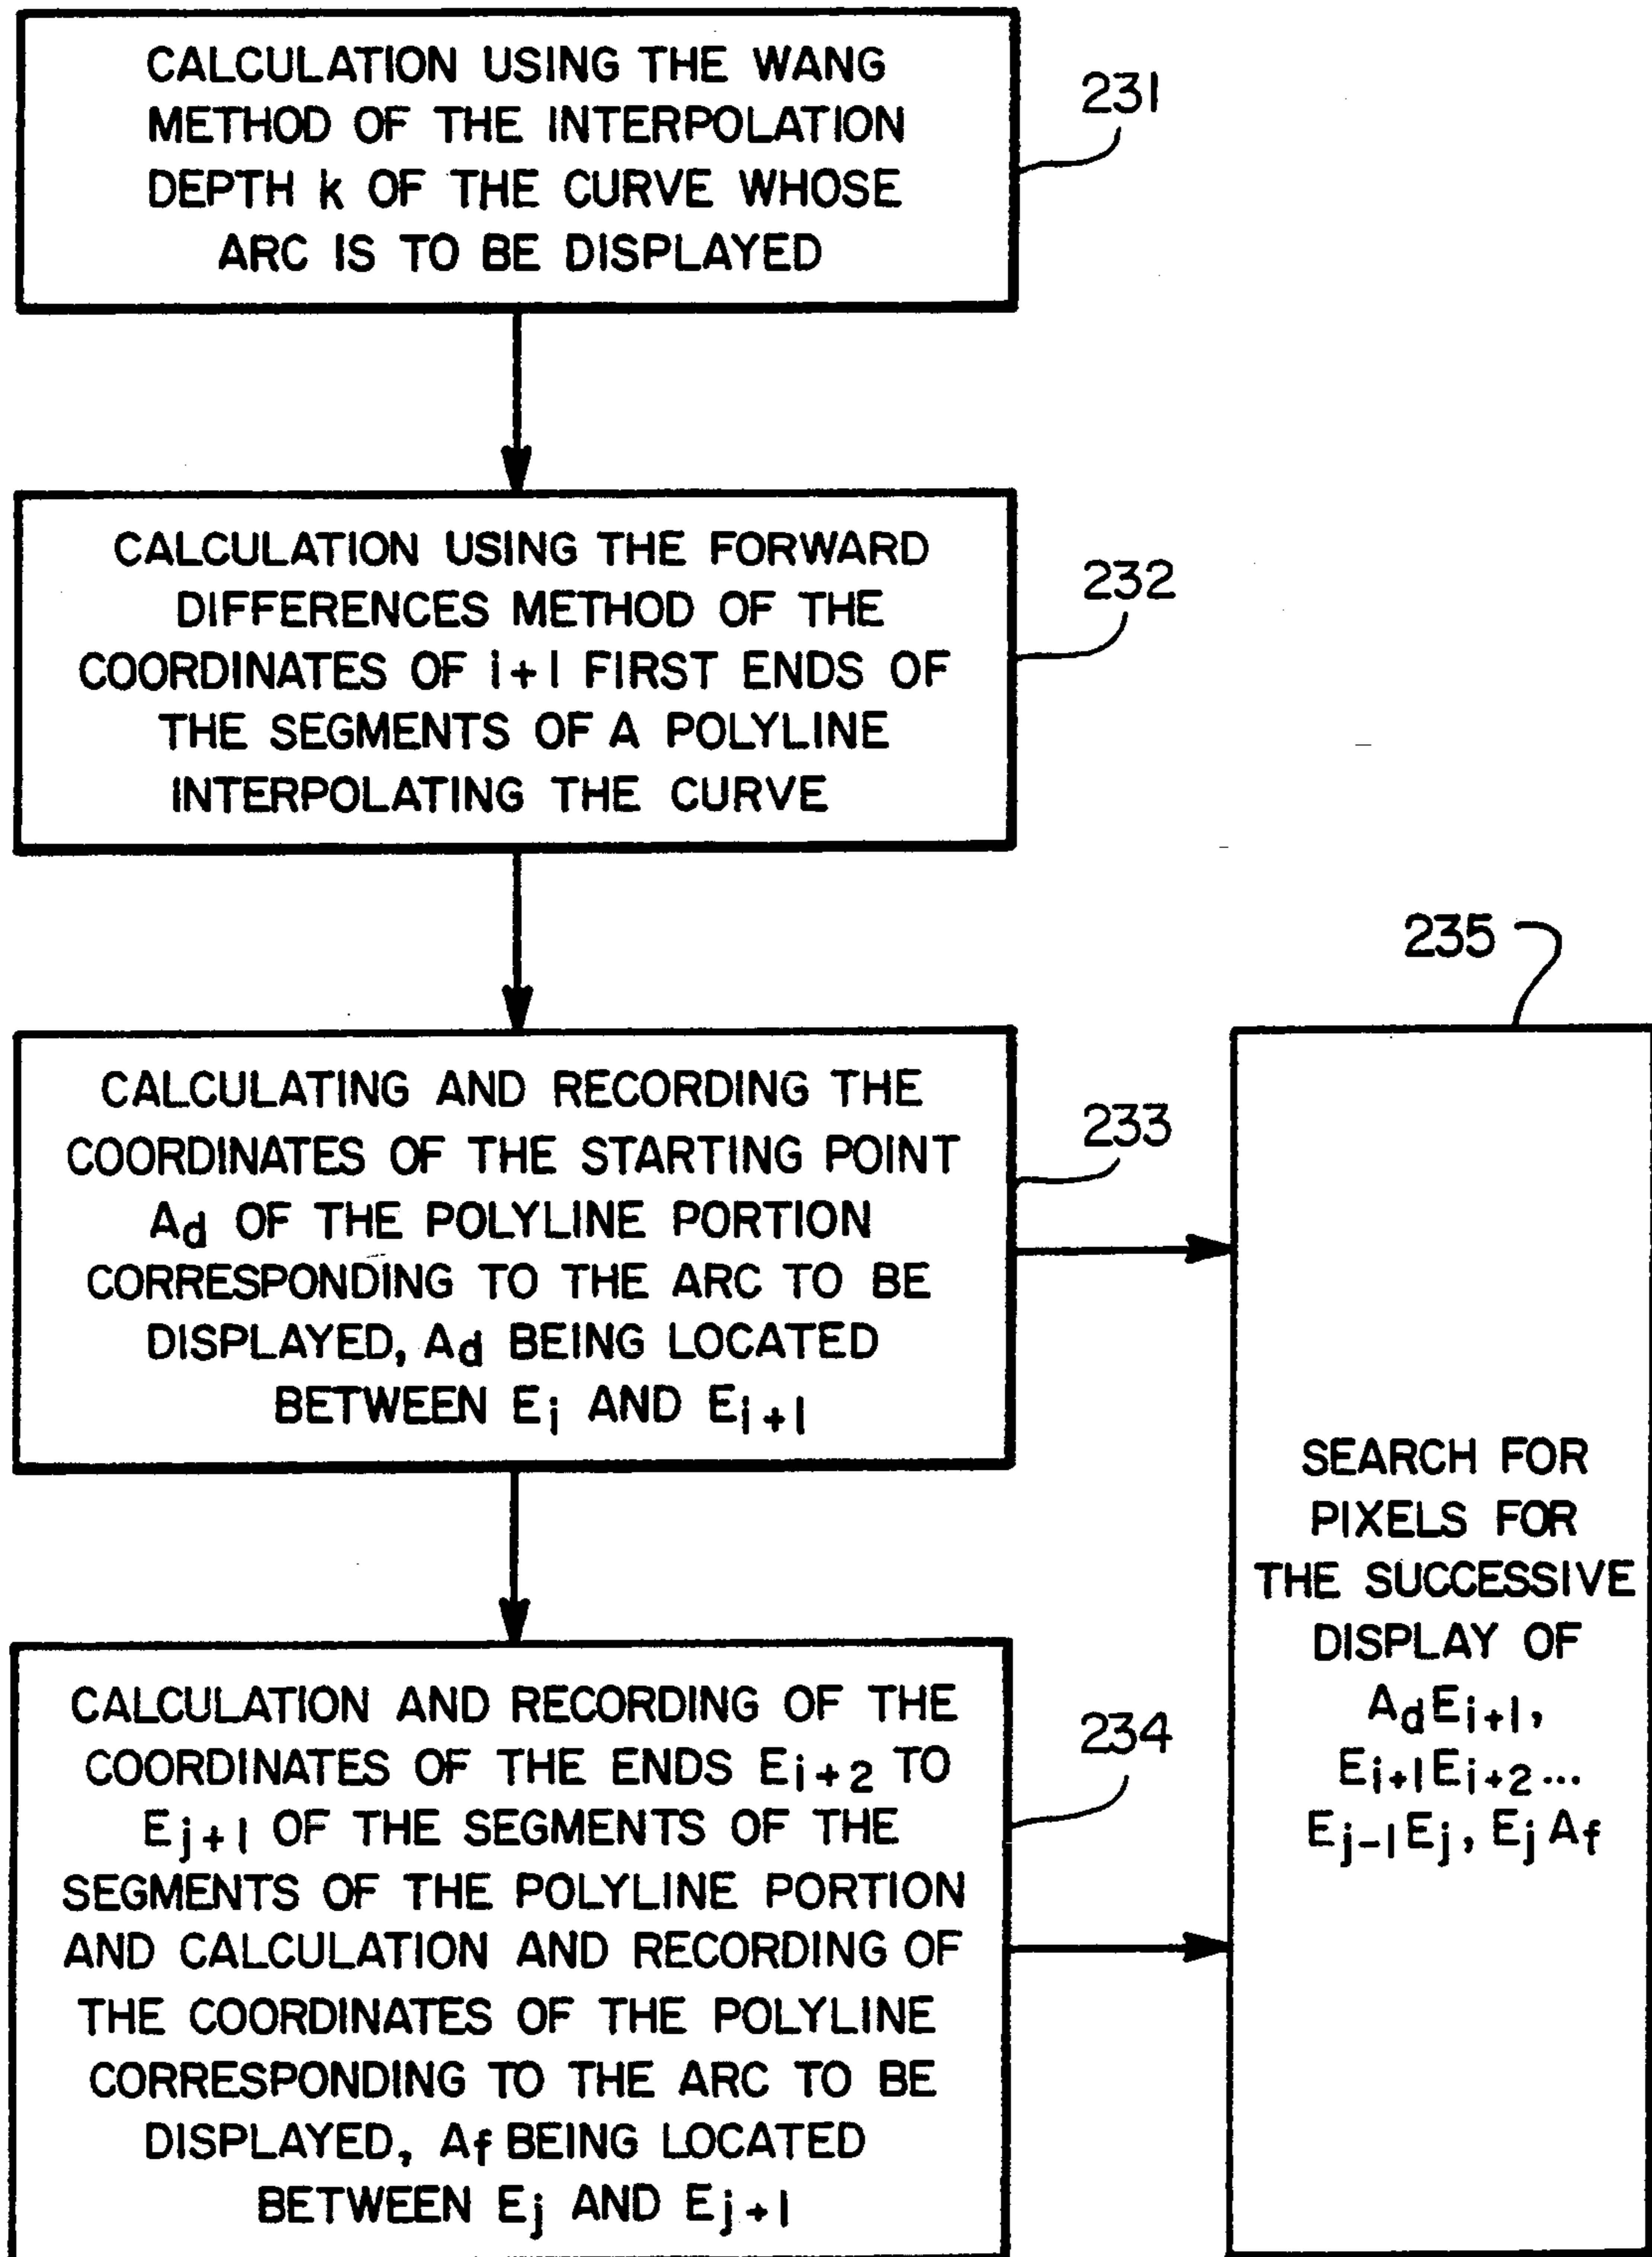 CALCULATION USING THE WANG
METHOD OF THE INTERPOLATION
DEPTH k OF THE CURVE WHOSE
ARC IS TO BE DISPLAYED
231
CALCULATION USING THE FORWARD
DIFFERENCES METHOD OF THE
COORDINATES OF i+1 FIRST ENDS OF
THE SEGMENTS OF A POLYLINE
INTERPOLATING THE CURVE
232
CALCULATING AND RECORDING THE
COORDINATES OF THE STARTING POINT
Ad OF THE POLYLINE PORTION
CORRESPONDING TO THE ARC TO BE
DISPLAYED, Ad BEING LOCATED
BETWEEN Ei AND Ei+1
233
CALCULATION AND RECORDING OF THE
COORDINATES OF THE ENDS Ei+2 TO
Ej+1 OF THE SEGMENTS OF THE
SEGMENTS OF THE POLYLINE PORTION
AND CALCULATION AND RECORDING OF
THE COORDINATES OF THE POLYLINE
CORRESPONDING TO THE ARC TO BE
DISPLAYED, Af BEING LOCATED
BETWEEN Ej AND Ej+1
234
235
SEARCH FOR
PIXELS FOR
THE SUCCESSIVE
DISPLAY OF
AdEi+1,
Ei+1Ei+2...
Ej-1Ej, EjAf